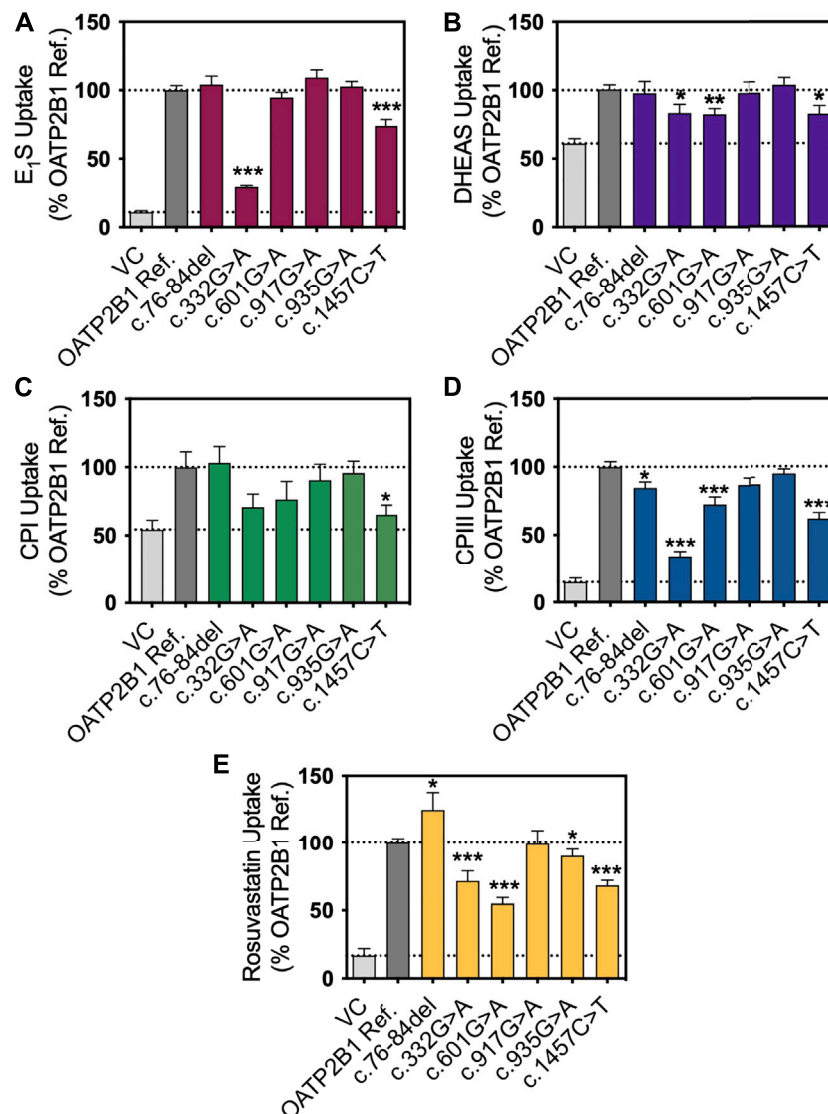 A
E₁S Uptake
(% OATP2B1 Ref.)
150
100
50
0
***
***
VC
OATP2B1 Ref.
c.76-84del
c.332G>A
c.601G>A
c.917G>A
c.935G>A
c.1457C>T
B
DHEAS Uptake
(% OATP2B1 Ref.)
150
100
50
0
*
**
*
VC
OATP2B1 Ref.
c.76-84del
c.332G>A
c.601G>A
c.917G>A
c.935G>A
c.1457C>T
C
CPI Uptake
(% OATP2B1 Ref.)
150
100
50
0
*
VC
OATP2B1 Ref.
c.76-84del
c.332G>A
c.601G>A
c.917G>A
c.935G>A
c.1457C>T
D
CPIII Uptake
(% OATP2B1 Ref.)
150
100
50
0
*
***
***
***
VC
OATP2B1 Ref.
c.76-84del
c.332G>A
c.601G>A
c.917G>A
c.935G>A
c.1457C>T
E
Rosuvastatin Uptake
(% OATP2B1 Ref.)
150
100
50
0
*
***
***
*
***
VC
OATP2B1 Ref.
c.76-84del
c.332G>A
c.601G>A
c.917G>A
c.935G>A
c.1457C>T